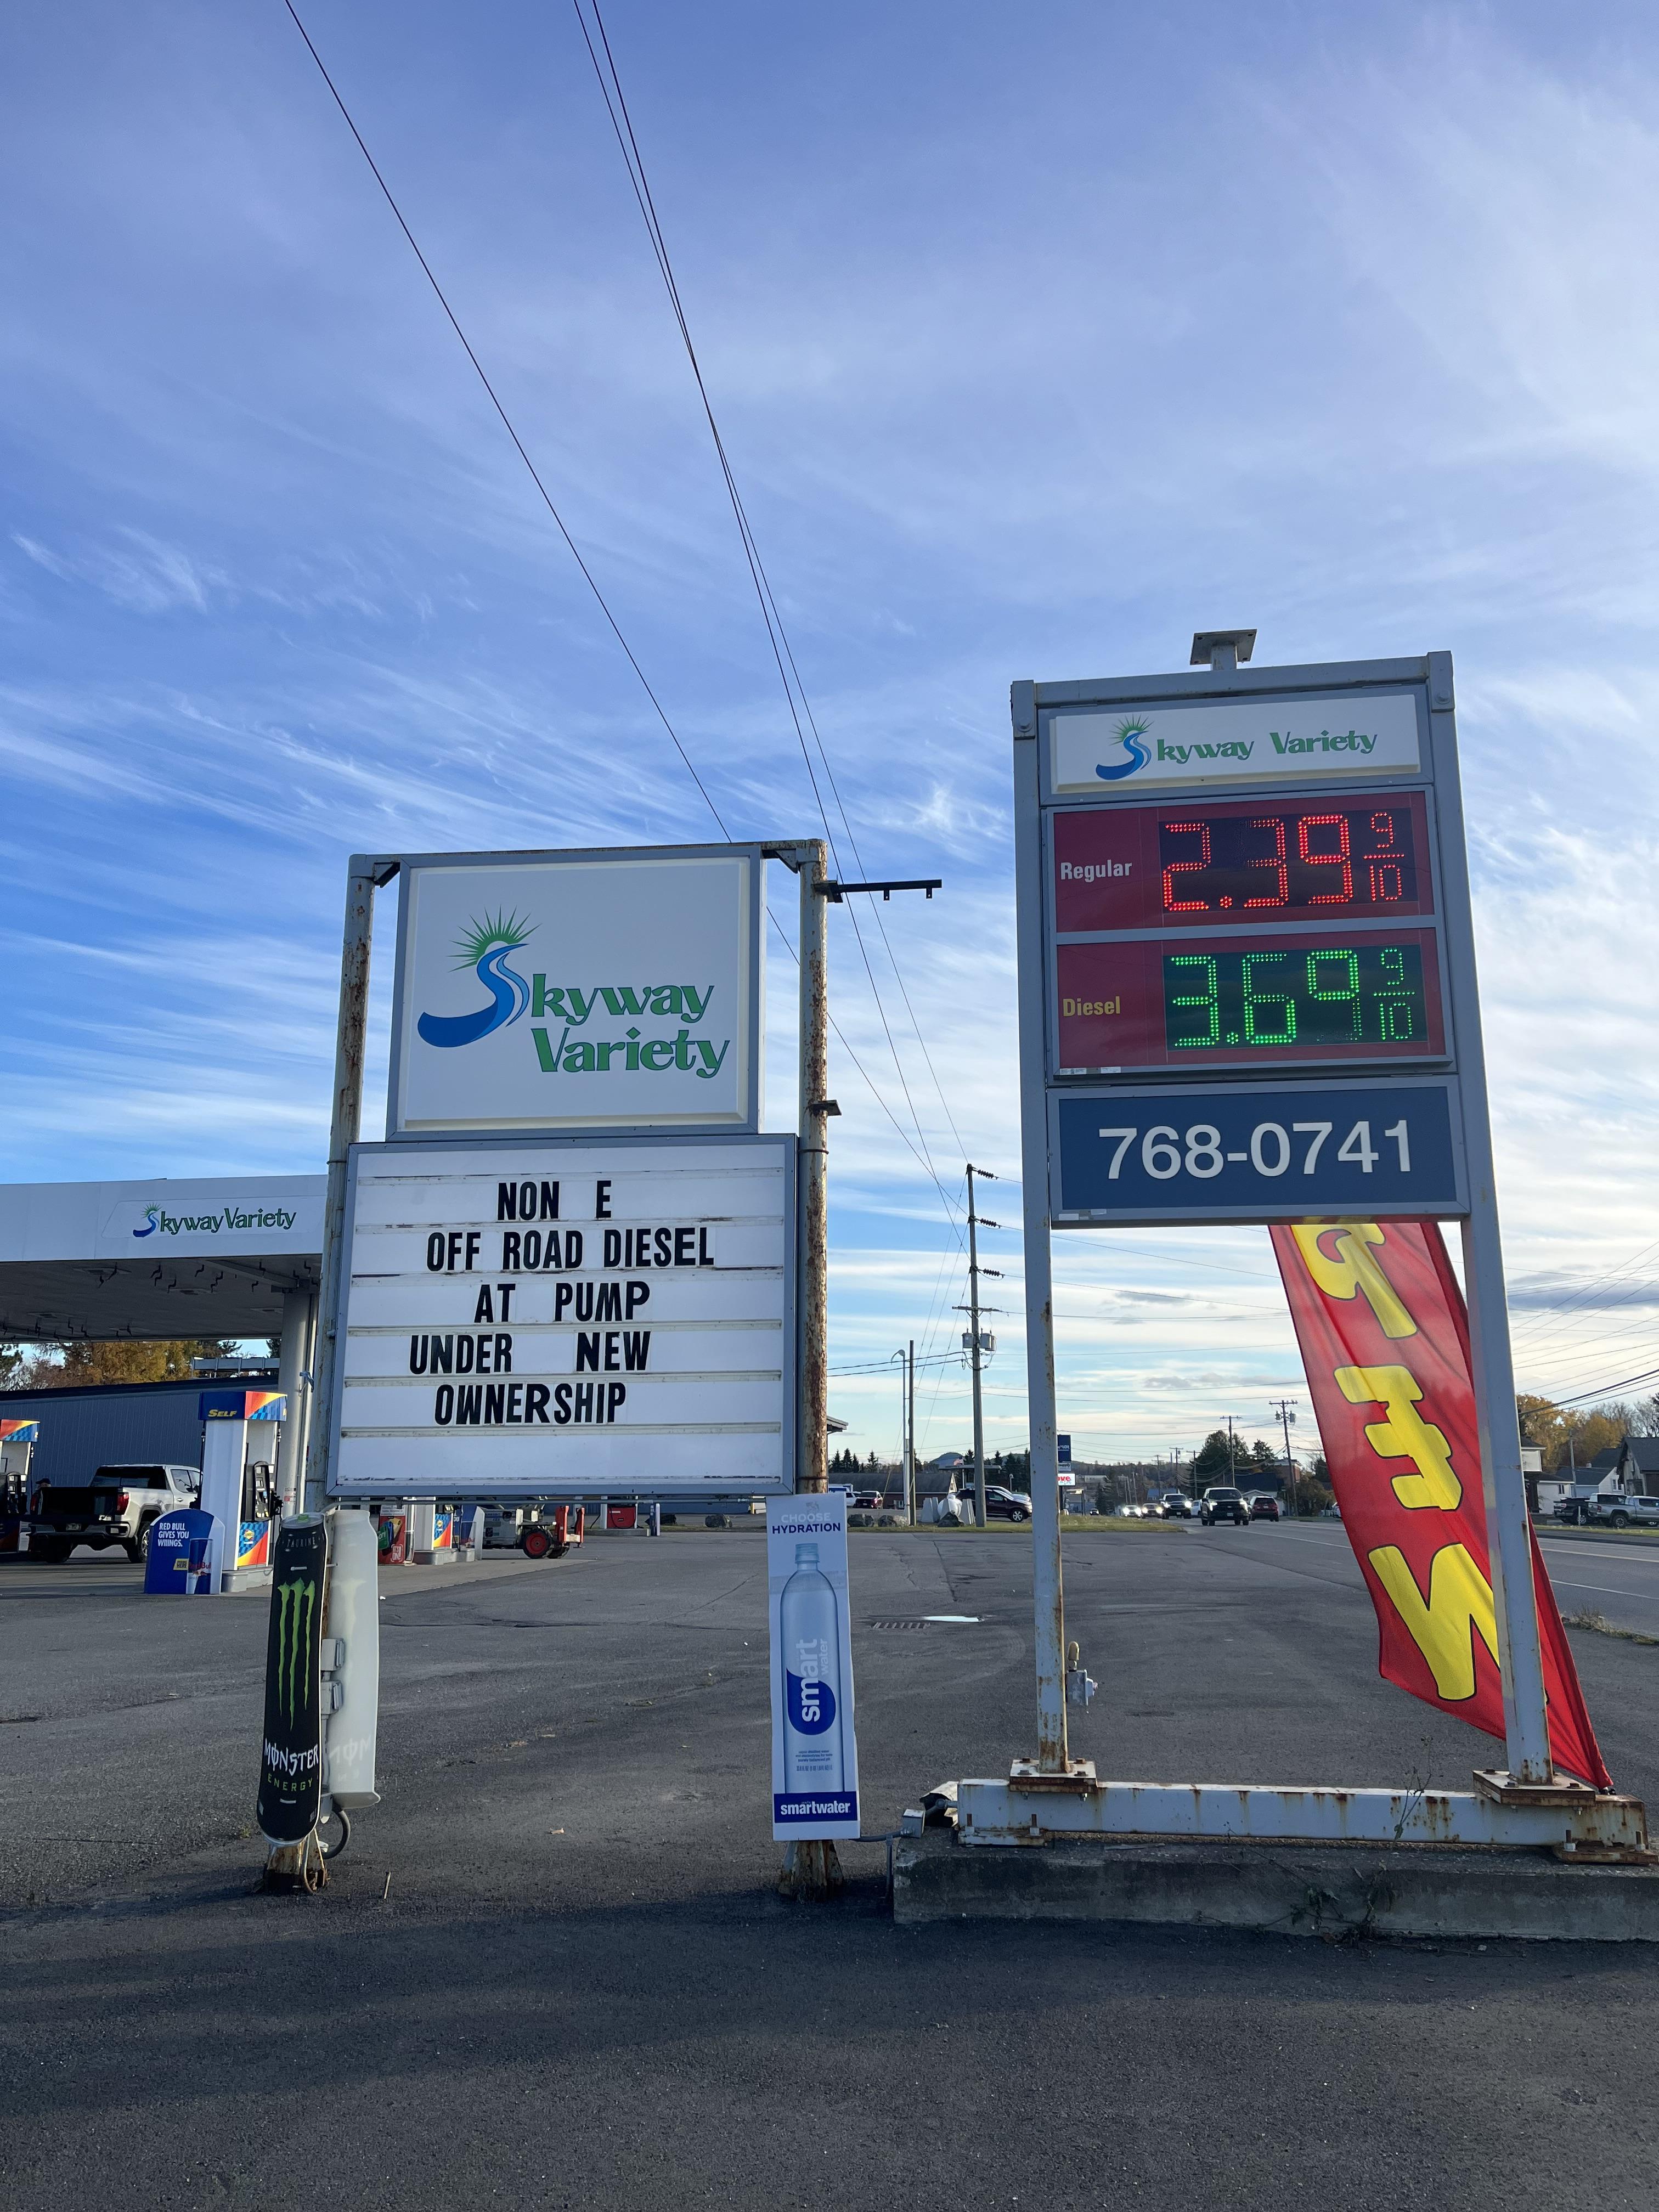 Skyway Variety
Regular 2.39 9/10
Diesel 3.69 9/10
768-0741
Skyway
Variety
NON E
OFF ROAD DIESEL
AT PUMP
UNDER NEW
OWNERSHIP
Skyway Variety
SELF
RED BULL
GIVES YOU
WIIINGS.
MONSTER
ENERGY
CHOOSE
HYDRATION
smart
water
smartwater